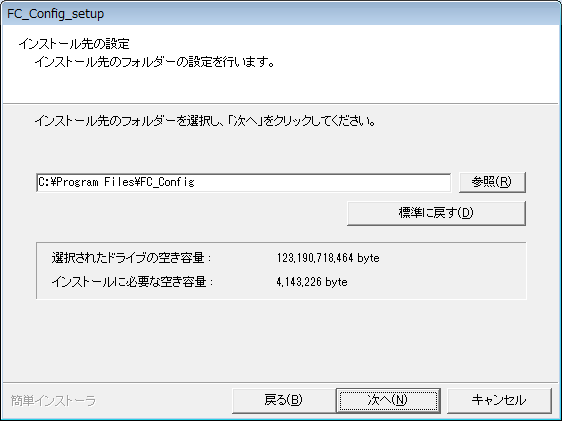 FC_Config_setup
インストール先の設定
インストール先のフォルダーの設定を行います。
インストール先のフォルダーを選択し、「次へ」をクリックしてください。
C:¥Program Files¥FC_Config
参照(R)
標準に戻す(D)
選択されたドライブの空き容量： 123,190,718,464 byte
インストールに必要な空き容量： 4,143,226 byte
簡単インストーラ
戻る(B)
次へ(N)
キャンセル